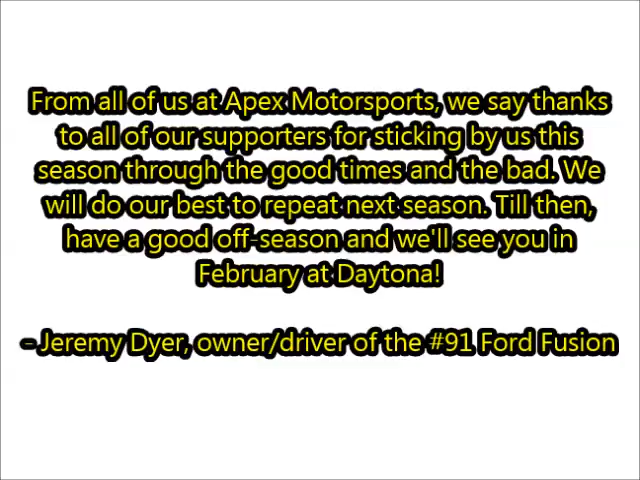 From all of us at Apex Motorsports, we say thanks
to all of our supporters for sticking by us this
season through the good times and the bad. We
will do our best to repeat next season. Till then,
have a good off-season and we'll see you in
February at Daytona!
- Jeremy Dyer, owner/driver of the #91 Ford Fusion